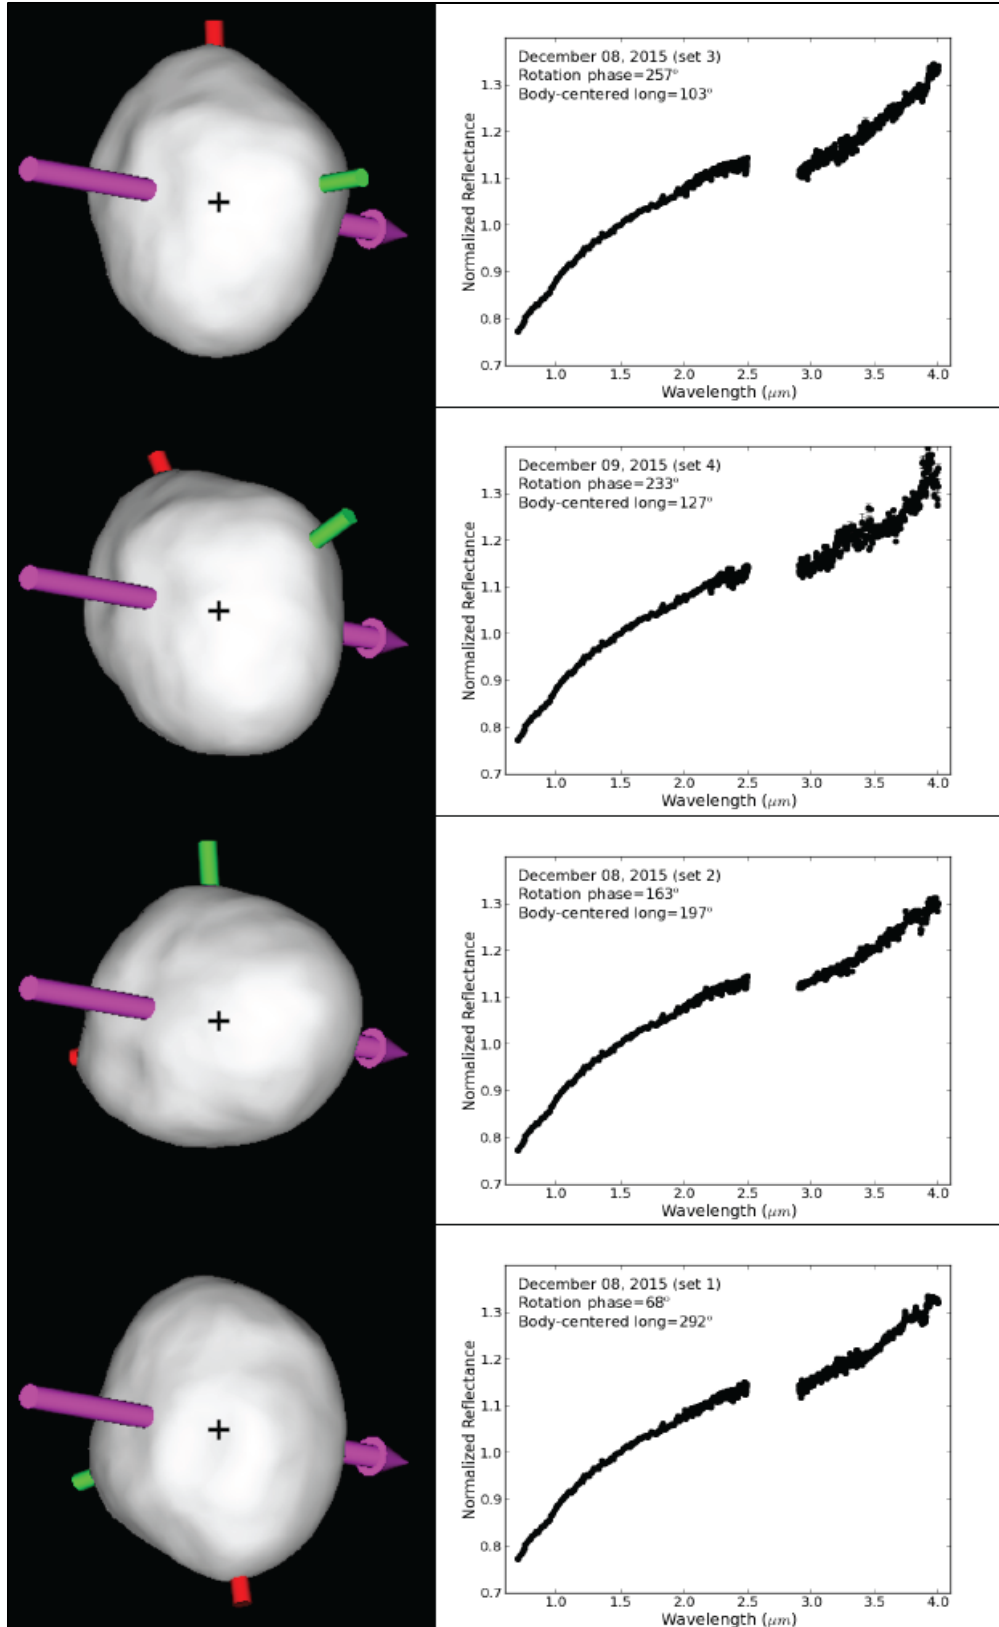 December 08, 2015 (set 3)
Rotation phase=257°
Body-centered long=103°
Normalized Reflectance
1.3
1.2
1.1
1.0
0.9
0.8
0.7
1.0 1.5 2.0 2.5 3.0 3.5 4.0
Wavelength (μm)
December 09, 2015 (set 4)
Rotation phase=233°
Body-centered long=127°
Normalized Reflectance
1.3
1.2
1.1
1.0
0.9
0.8
0.7
1.0 1.5 2.0 2.5 3.0 3.5 4.0
Wavelength (μm)
December 08, 2015 (set 2)
Rotation phase=163°
Body-centered long=197°
Normalized Reflectance
1.3
1.2
1.1
1.0
0.9
0.8
0.7
1.0 1.5 2.0 2.5 3.0 3.5 4.0
Wavelength (μm)
December 08, 2015 (set 1)
Rotation phase=68°
Body-centered long=292°
Normalized Reflectance
1.3
1.2
1.1
1.0
0.9
0.8
0.7
1.0 1.5 2.0 2.5 3.0 3.5 4.0
Wavelength (μm)